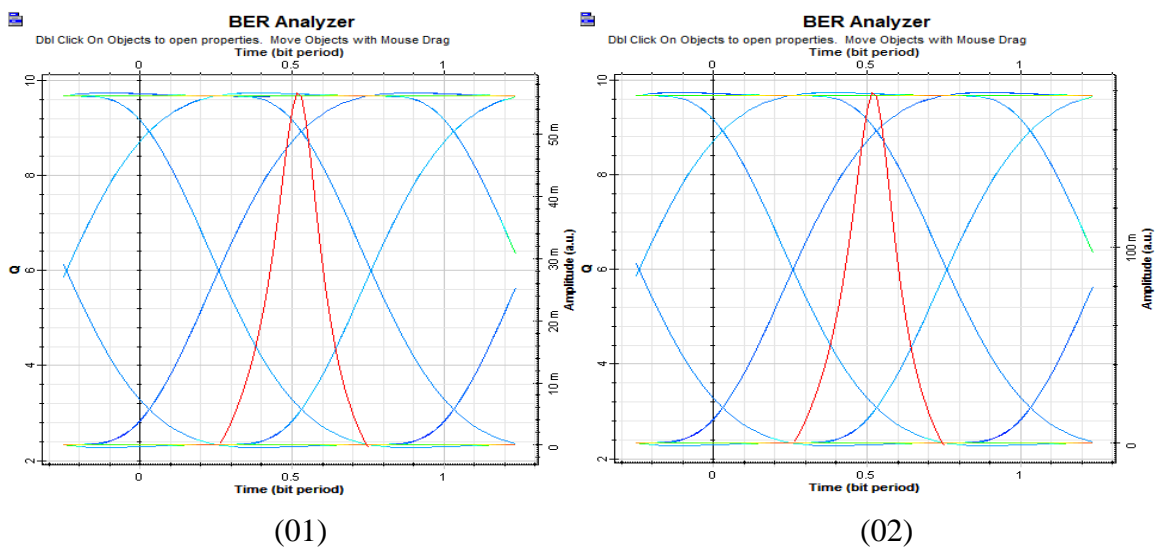 BER Analyzer
Dbl Click On Objects to open properties. Move Objects with Mouse Drag
Time (bit period)
0 0.5 1
10
8
6
4
2
Q
50 m
40 m
30 m
20 m
10 m
0
Amplitude (a.u.)
0 0.5 1
Time (bit period)
(01)
BER Analyzer
Dbl Click On Objects to open properties. Move Objects with Mouse Drag
Time (bit period)
0 0.5 1
10
8
6
4
2
Q
100 m
0
Amplitude (a.u.)
0 0.5 1
Time (bit period)
(02)